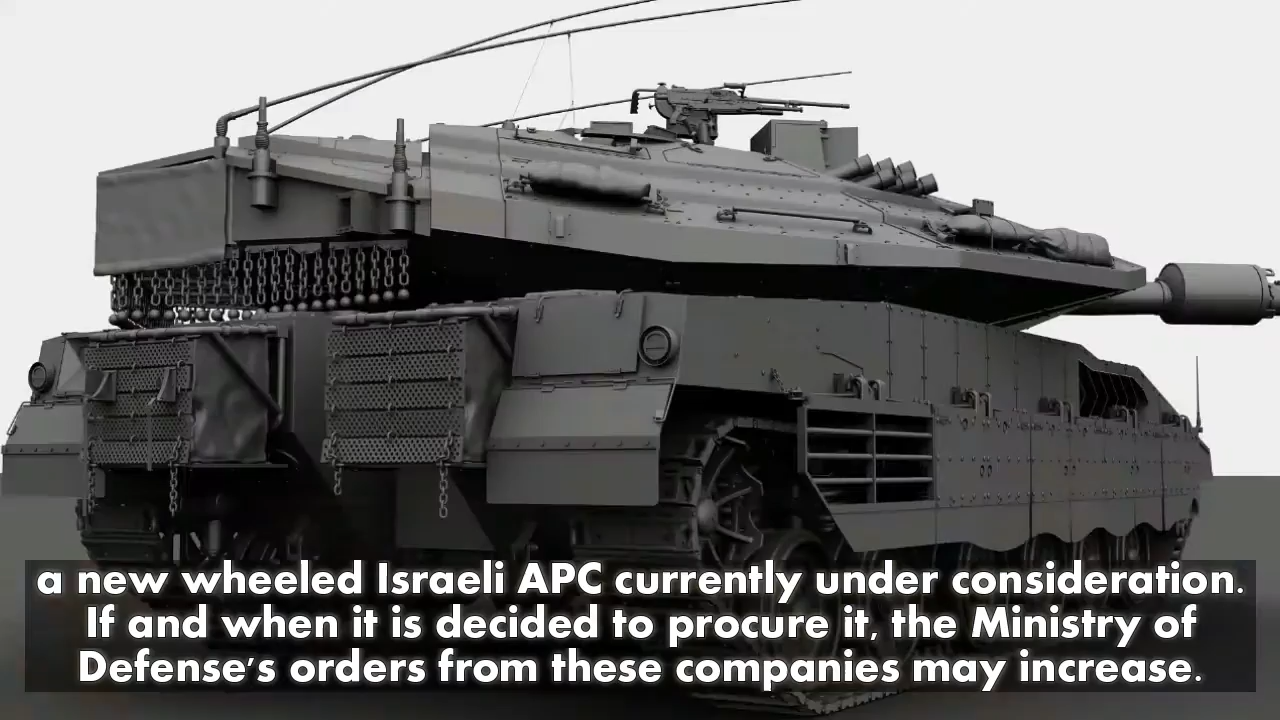 a new wheeled Israeli APC currently under consideration.
If and when it is decided to procure it, the Ministry of
Defense's orders from these companies may increase.